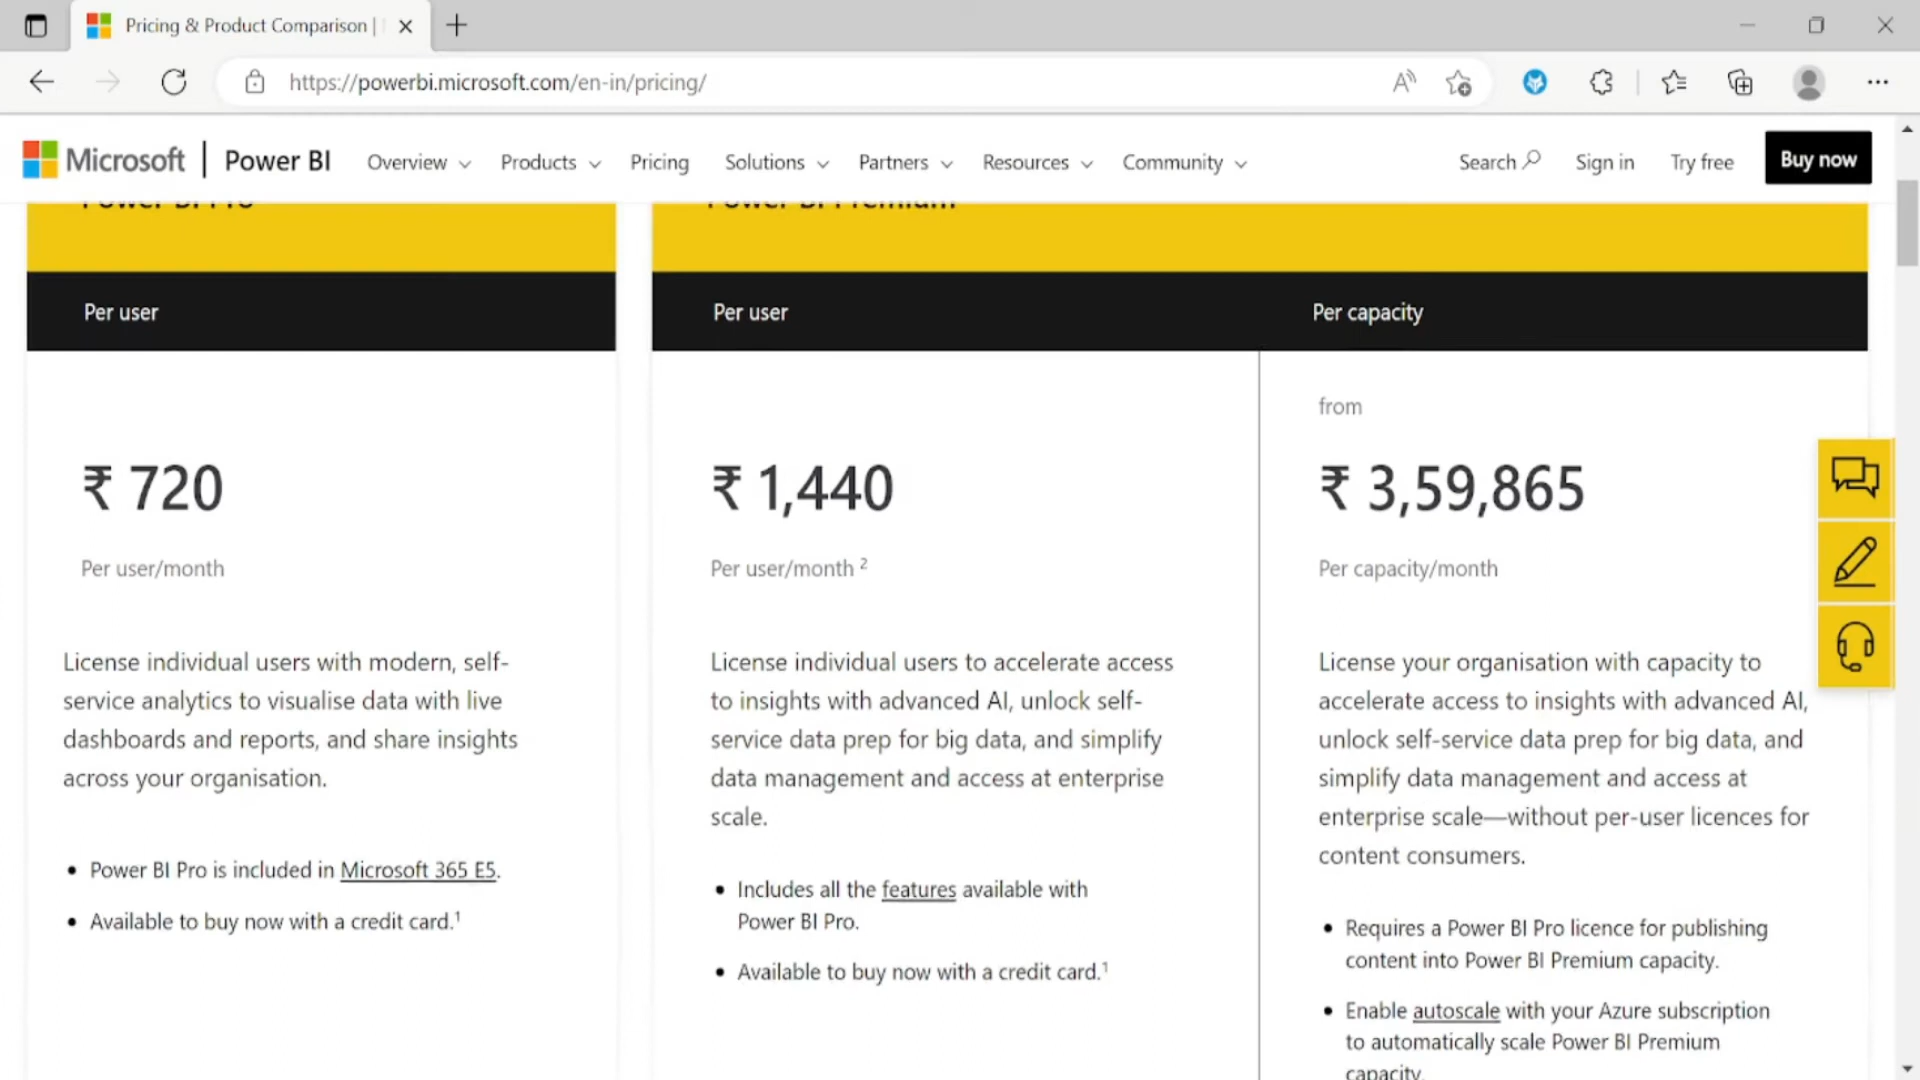 Pricing & Product Comparison |
https://powerbi.microsoft.com/en-in/pricing/
Microsoft | Power BI Overview Products Pricing Solutions Partners Resources Community Search Sign in Try free Buy now
Power BI Pro
Power BI Premium
Per user
Per user
Per capacity
₹ 720
Per user/month
License individual users with modern, self-
service analytics to visualise data with live
dashboards and reports, and share insights
across your organisation.
• Power BI Pro is included in Microsoft 365 E5.
• Available to buy now with a credit card.¹
₹ 1,440
Per user/month ²
License individual users to accelerate access
to insights with advanced AI, unlock self-
service data prep for big data, and simplify
data management and access at enterprise
scale.
• Includes all the features available with
Power BI Pro.
• Available to buy now with a credit card.¹
from
₹ 3,59,865
Per capacity/month
License your organisation with capacity to
accelerate access to insights with advanced AI,
unlock self-service data prep for big data, and
simplify data management and access at
enterprise scale—without per-user licences for
content consumers.
• Requires a Power BI Pro licence for publishing
content into Power BI Premium capacity.
• Enable autoscale with your Azure subscription
to automatically scale Power BI Premium
capacity.